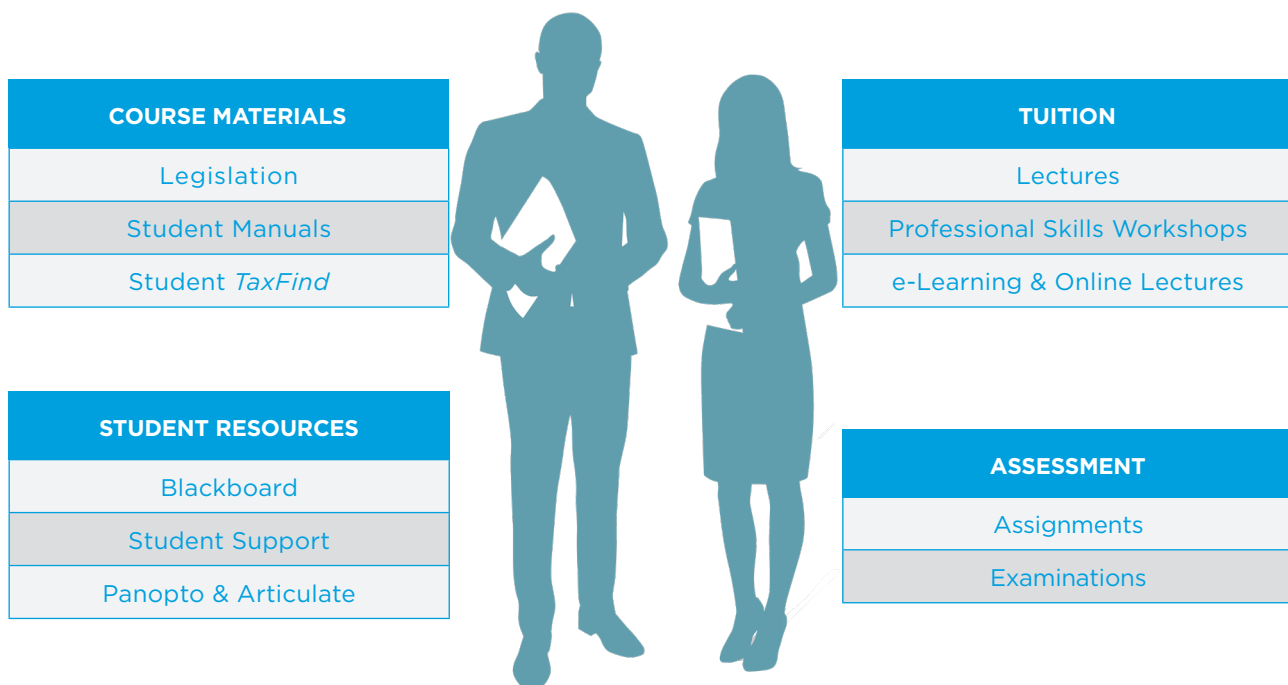 COURSE MATERIALS
Legislation
Student Manuals
Student TaxFind
STUDENT RESOURCES
Blackboard
Student Support
Panopto & Articulate
TUITION
Lectures
Professional Skills Workshops
e-Learning & Online Lectures
ASSESSMENT
Assignments
Examinations